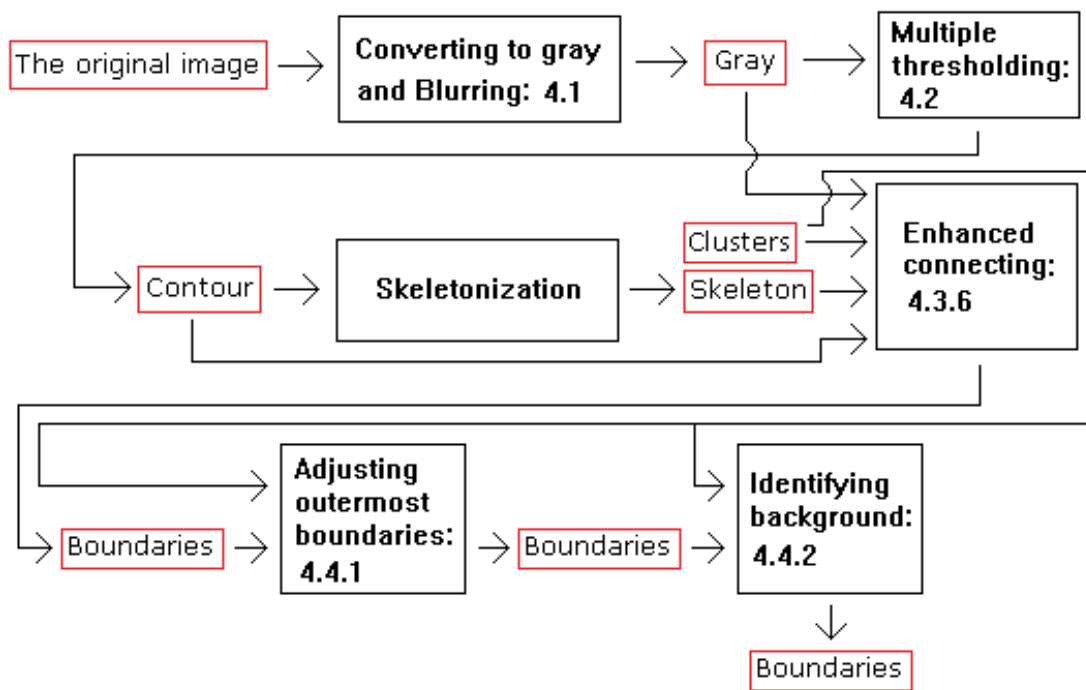 The original image
Converting to gray
and Blurring: 4.1
Gray
Multiple
thresholding:
4.2
Contour
Skeletonization
Clusters
Skeleton
Enhanced
connecting:
4.3.6
Boundaries
Adjusting
outermost
boundaries:
4.4.1
Boundaries
Identifying
background:
4.4.2
Boundaries